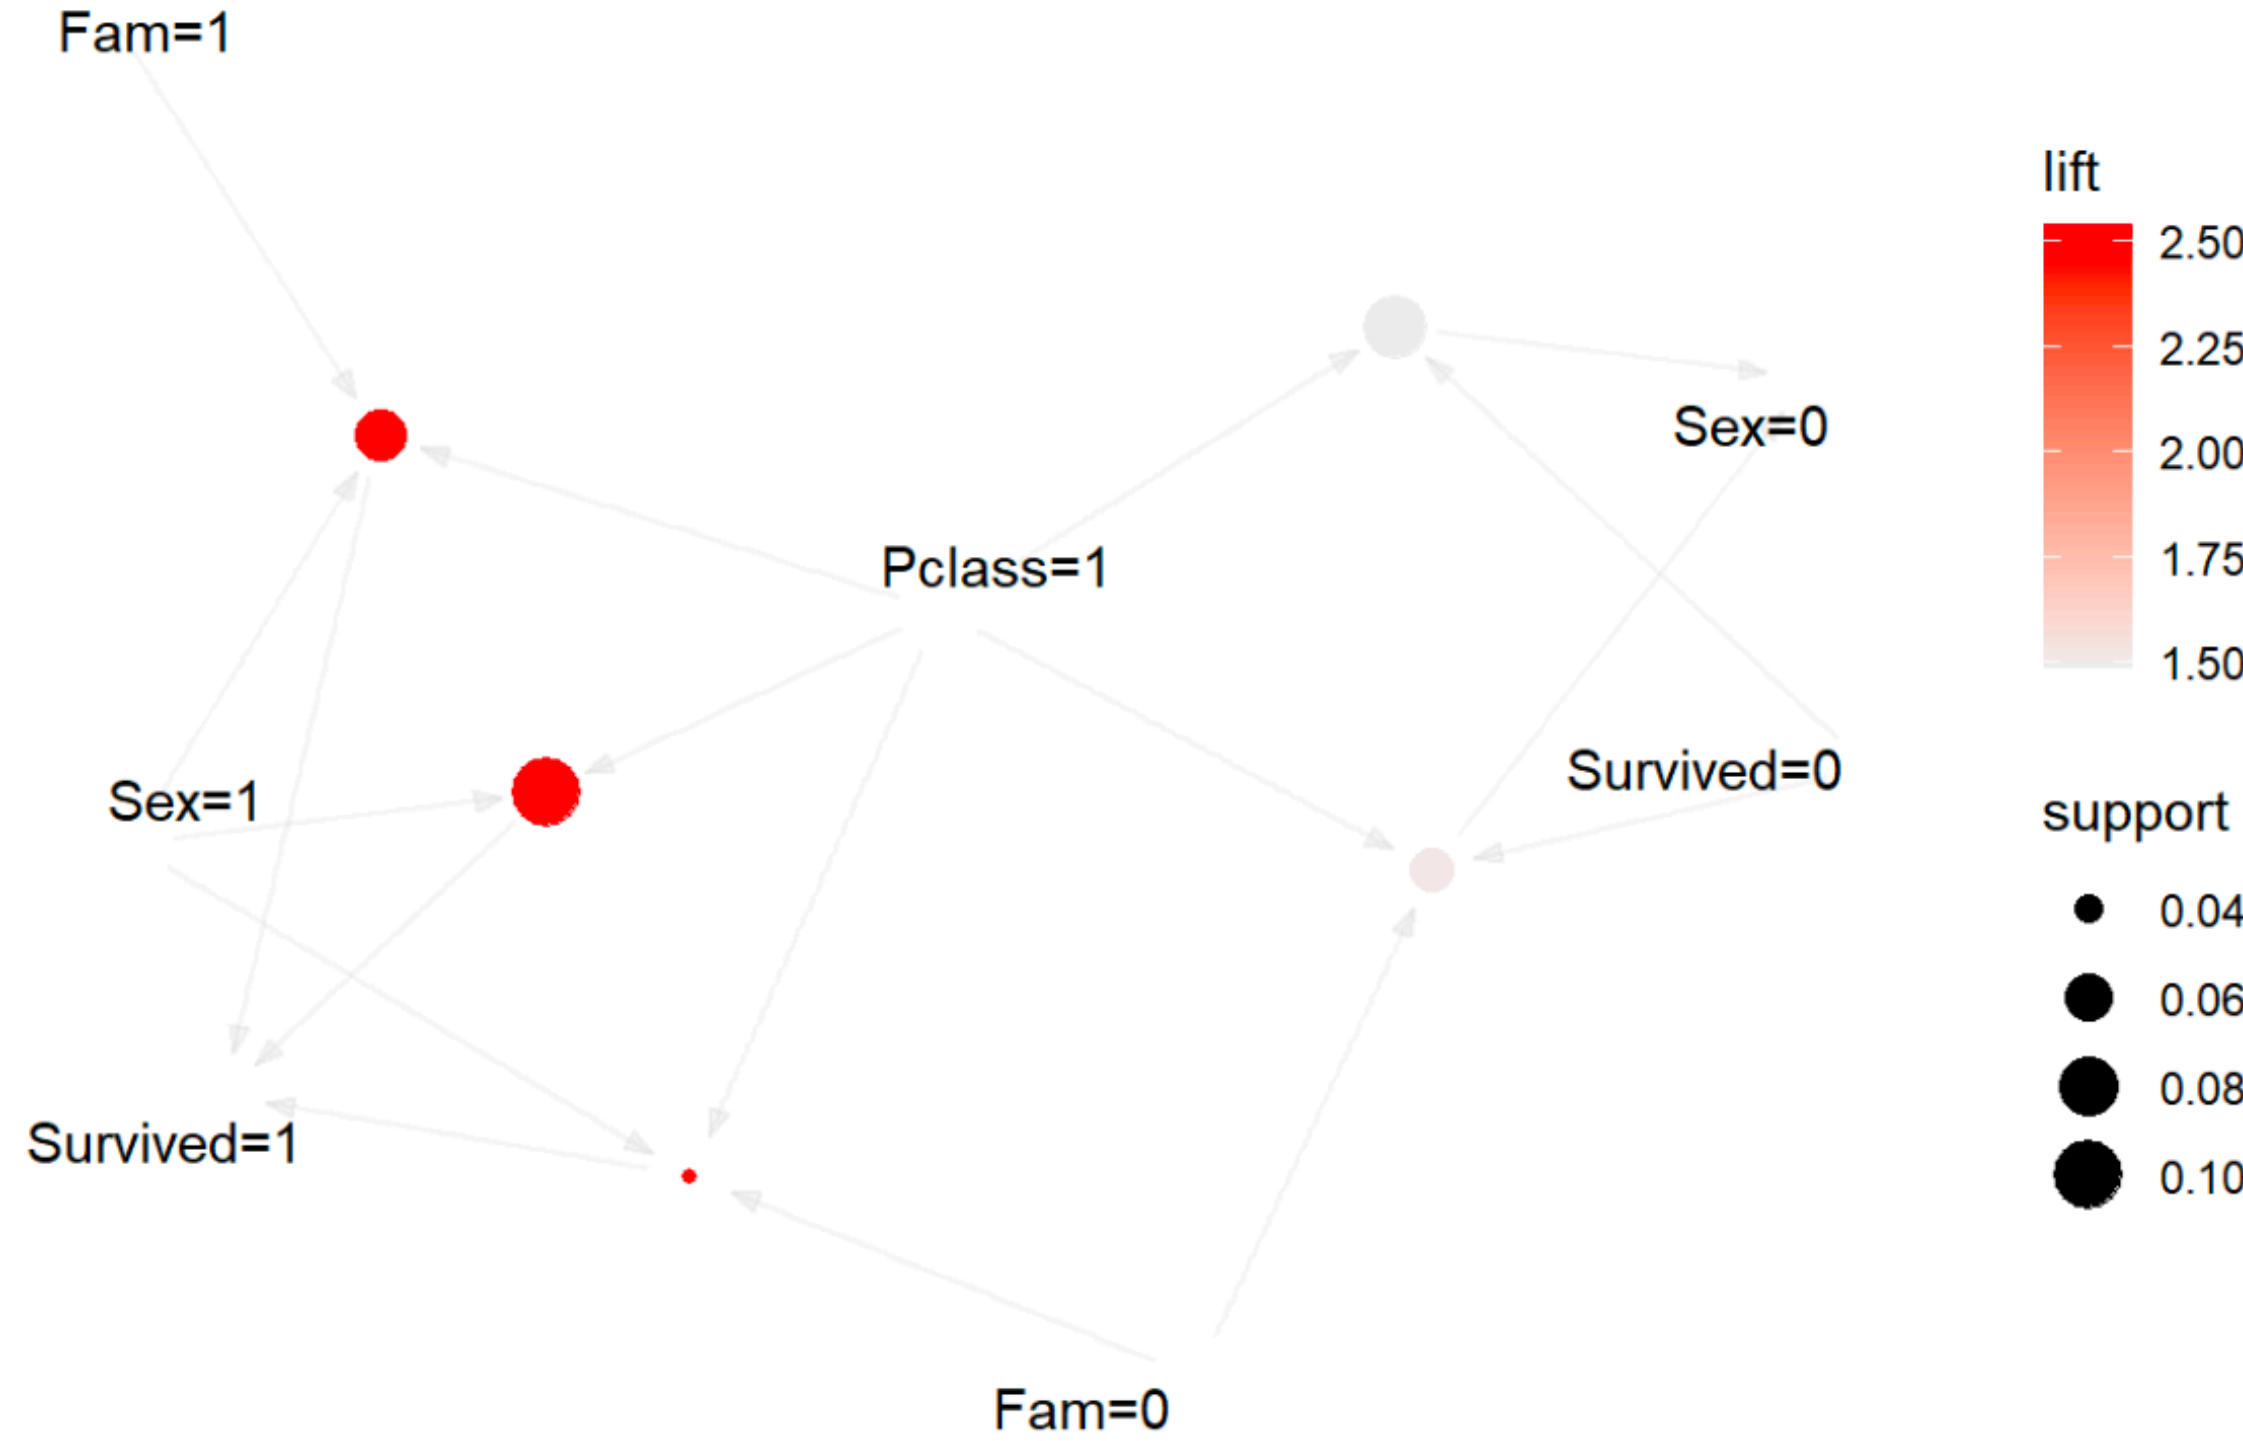 Fam=1
Sex=0
Pclass=1
Survived=0
Sex=1
Survived=1
Fam=0
lift
2.50
2.25
2.00
1.75
1.50
support
0.04
0.06
0.08
0.10